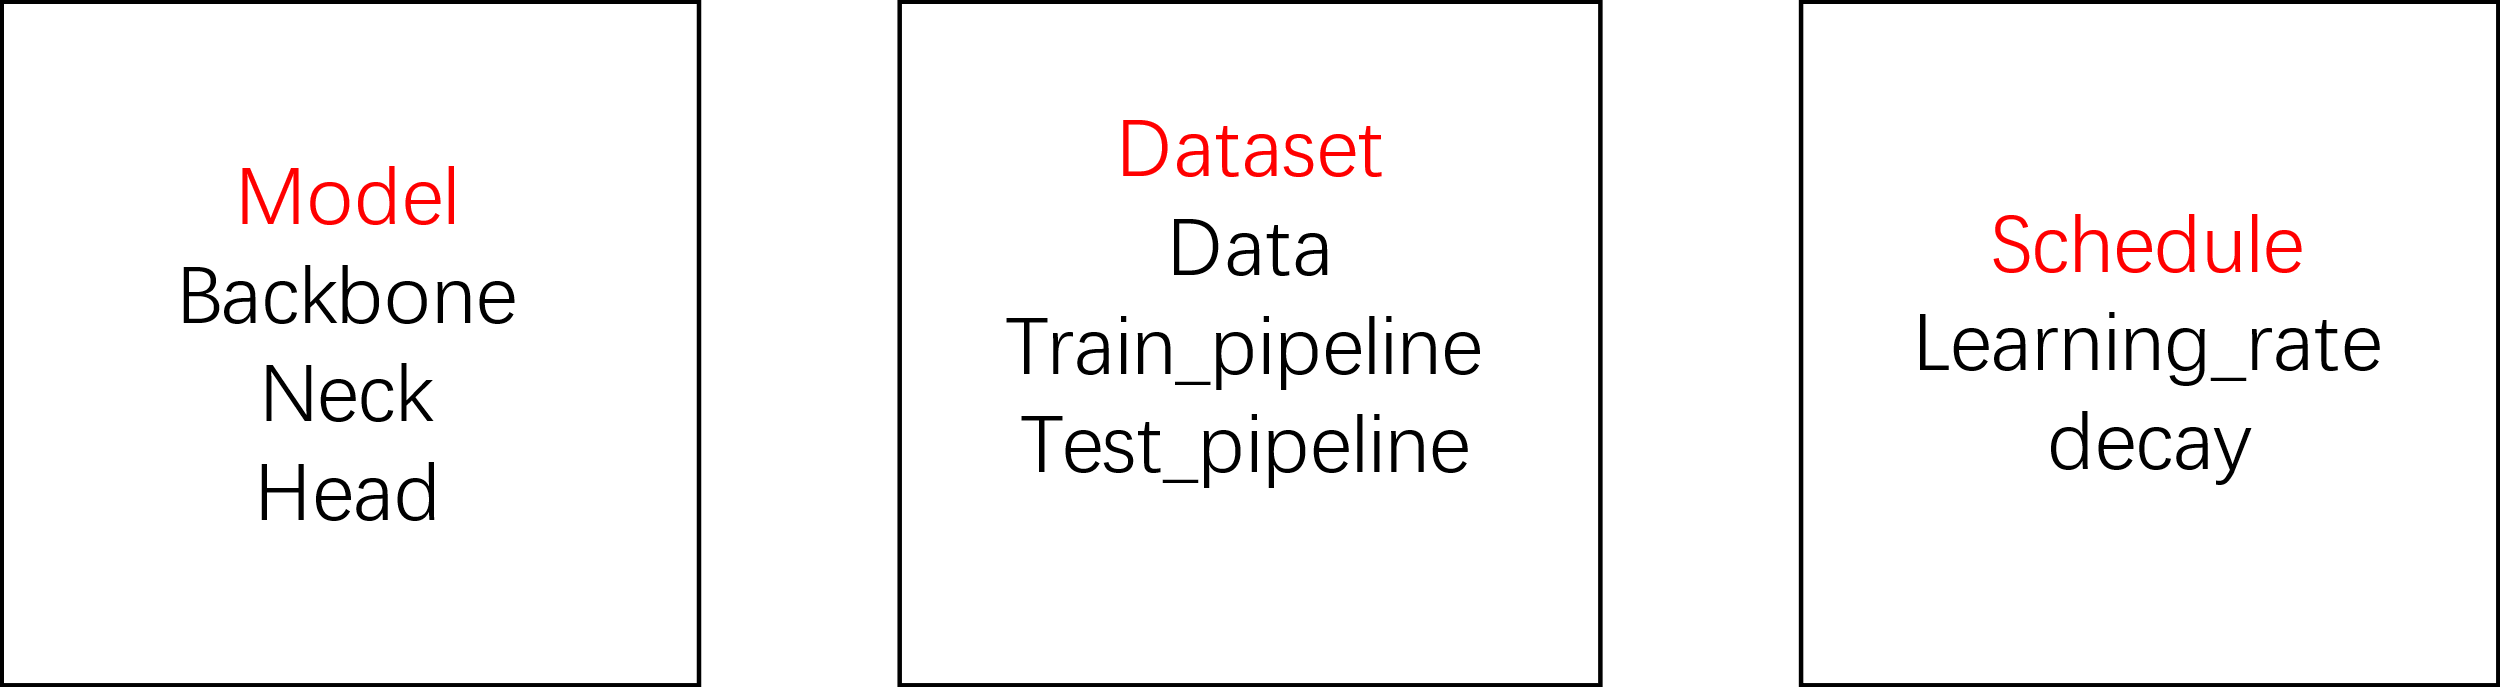 Model
Backbone
Neck
Head
Dataset
Data
Train_pipeline
Test_pipeline
Schedule
Learning_rate
decay